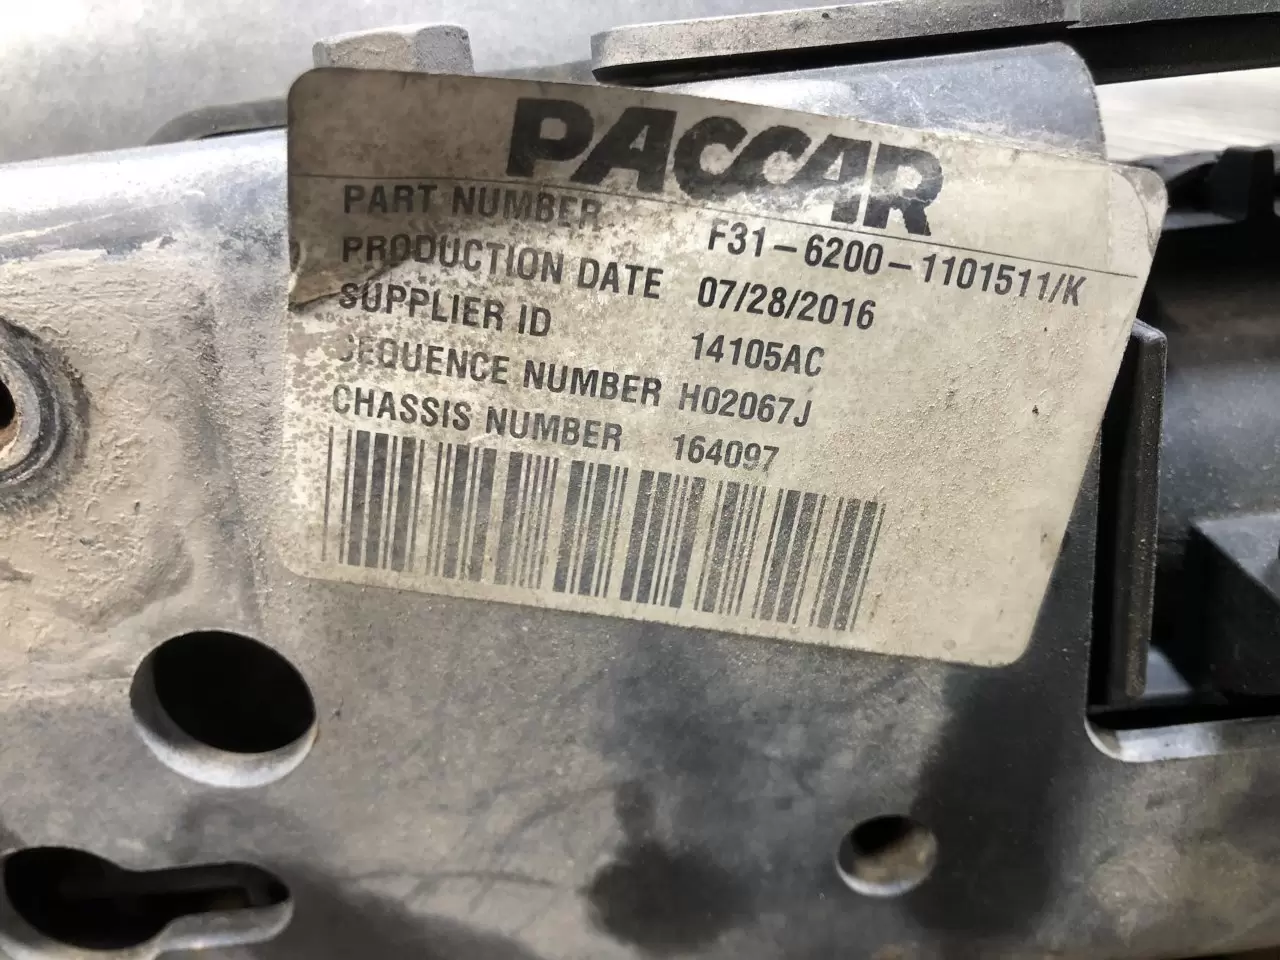 PACCAR
PART NUMBER F31-6200-1101511/K
PRODUCTION DATE 07/28/2016
SUPPLIER ID 14105AC
SEQUENCE NUMBER H02067J
CHASSIS NUMBER 164097